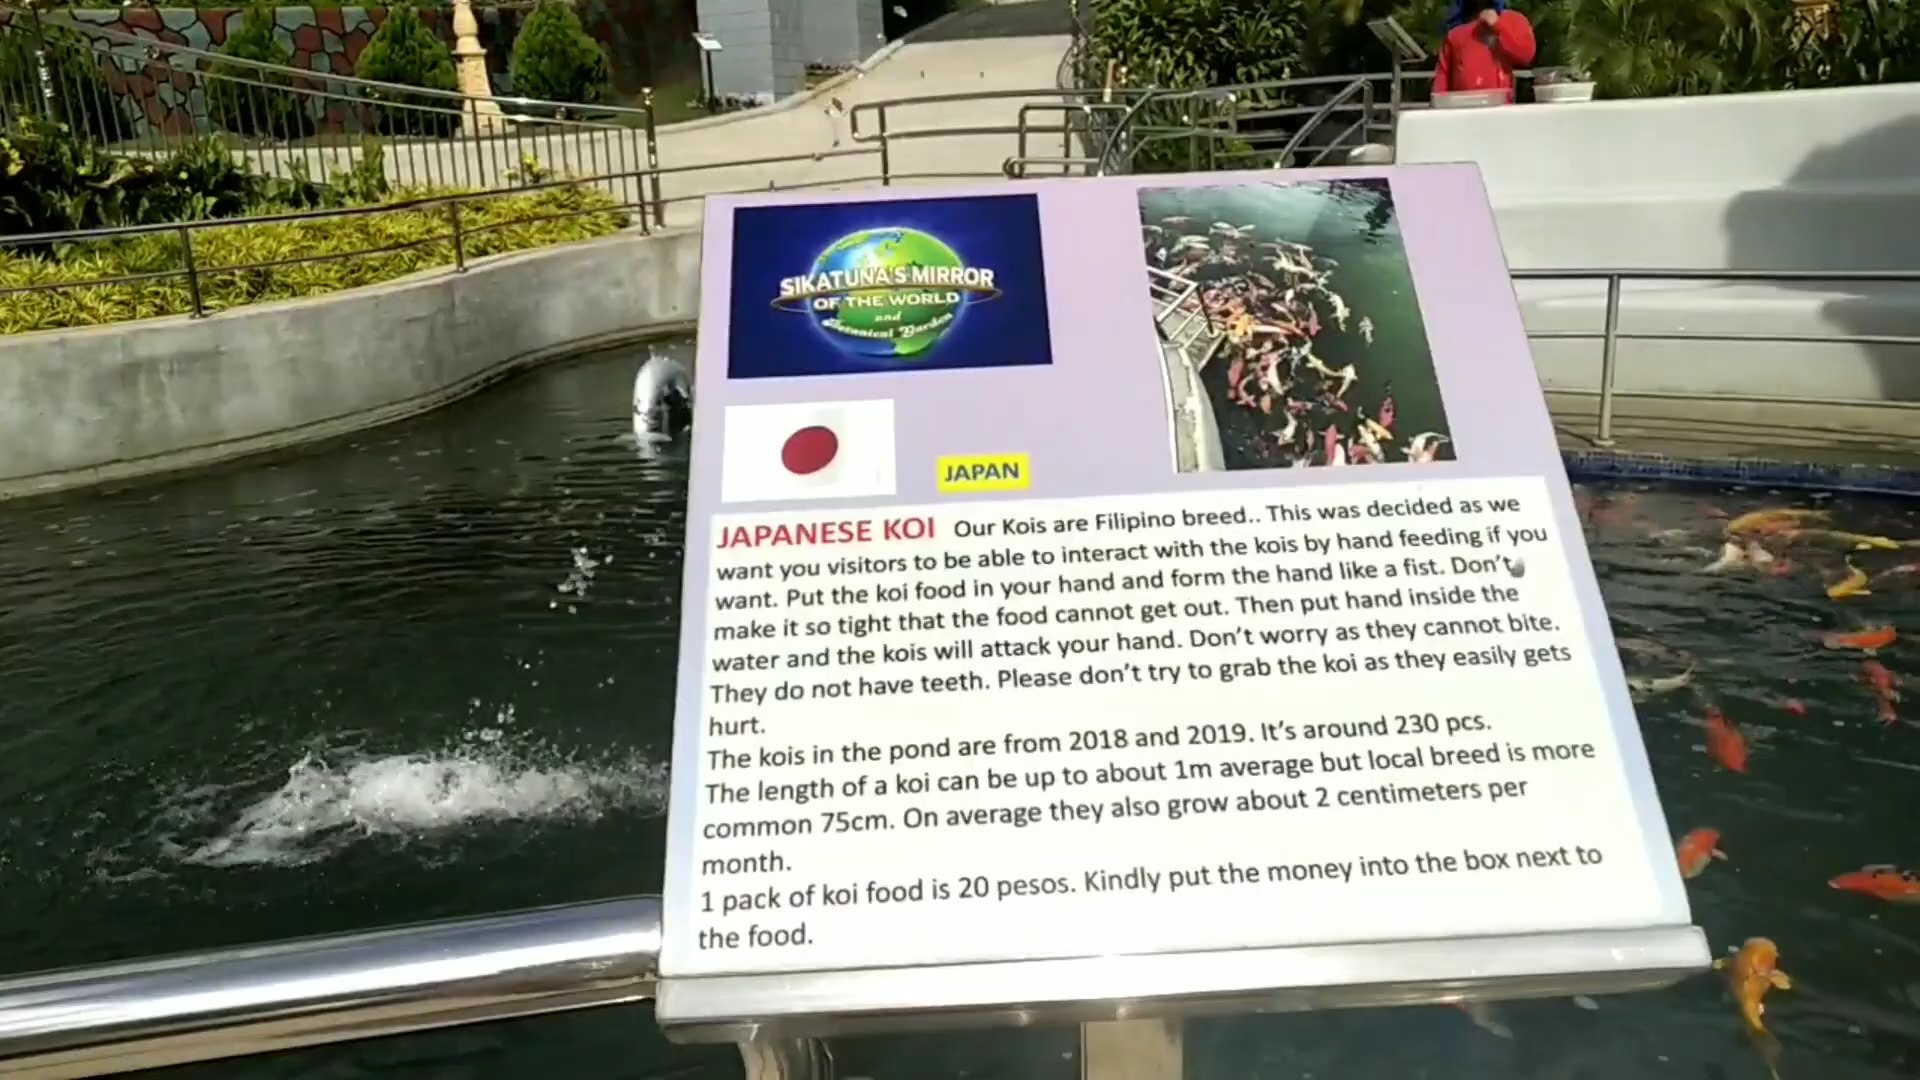 SIKATUNA'S MIRROR
OF THE WORLD
and
Botanical Garden
JAPAN
JAPANESE KOI Our Kois are Filipino breed.. This was decided as we
want you visitors to be able to interact with the kois by hand feeding if you
want. Put the koi food in your hand and form the hand like a fist. Don't
make it so tight that the food cannot get out. Then put hand inside the
water and the kois will attack your hand. Don't worry as they cannot bite.
They do not have teeth. Please don't try to grab the koi as they easily gets
hurt.
The kois in the pond are from 2018 and 2019. It's around 230 pcs.
The length of a koi can be up to about 1m average but local breed is more
common 75cm. On average they also grow about 2 centimeters per
month.
1 pack of koi food is 20 pesos. Kindly put the money into the box next to
the food.